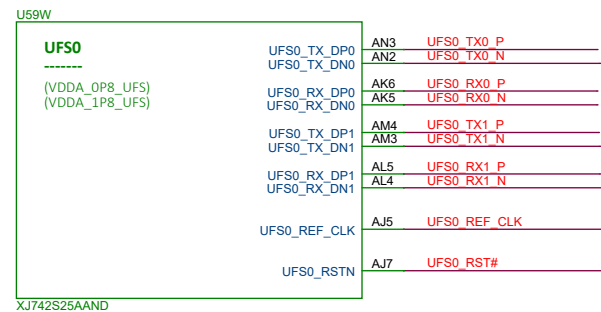 U59W
UFS0
-------
(VDDA_0P8_UFS)
(VDDA_1P8_UFS)
UFS0_TX_DP0 AN3 UFS0_TX0_P
UFS0_TX_DN0 AN2 UFS0_TX0_N
UFS0_RX_DP0 AK6 UFS0_RX0_P
UFS0_RX_DN0 AK5 UFS0_RX0_N
UFS0_TX_DP1 AM4 UFS0_TX1_P
UFS0_TX_DN1 AM3 UFS0_TX1_N
UFS0_RX_DP1 AL5 UFS0_RX1_P
UFS0_RX_DN1 AL4 UFS0_RX1_N
UFS0_REF_CLK AJ5 UFS0_REF_CLK
UFS0_RSTN AJ7 UFS0_RST#
XJ742S25AAND